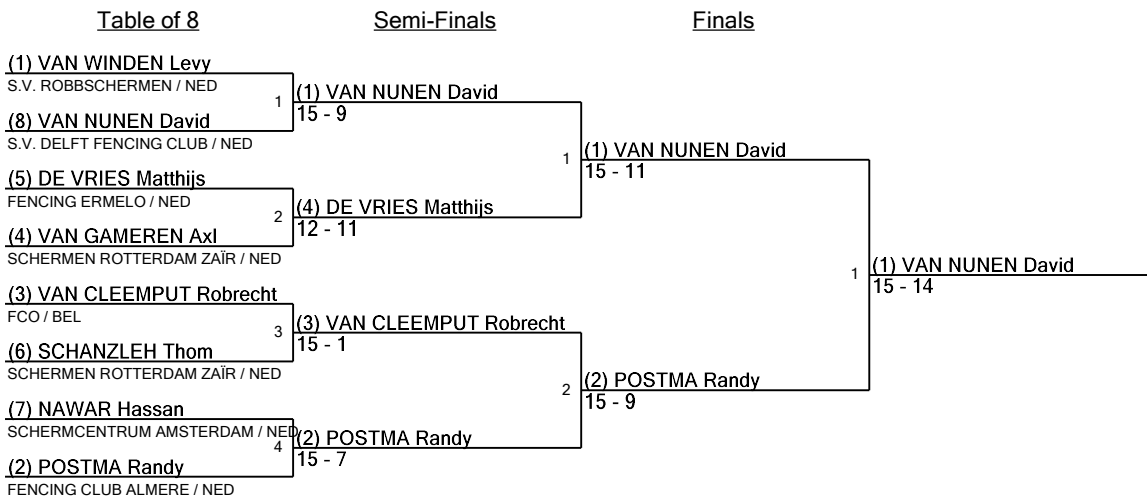 Table of 8
Semi-Finals
Finals
(1) VAN WINDEN Levy
S.V. ROBBSCHERMEN / NED
1
(1) VAN NUNEN David
15 - 9
(8) VAN NUNEN David
S.V. DELFT FENCING CLUB / NED
1
(1) VAN NUNEN David
15 - 11
(5) DE VRIES Matthijs
FENCING ERMELO / NED
2
(4) DE VRIES Matthijs
12 - 11
(4) VAN GAMEREN Axl
SCHERMEN ROTTERDAM ZAÏR / NED
1
(1) VAN NUNEN David
15 - 14
(3) VAN CLEEMPUT Robrecht
FCO / BEL
3
(3) VAN CLEEMPUT Robrecht
15 - 1
(6) SCHANZLEH Thom
SCHERMEN ROTTERDAM ZAÏR / NED
2
(2) POSTMA Randy
15 - 9
(7) NAWAR Hassan
SCHERMCENTRUM AMSTERDAM / NED
4
(2) POSTMA Randy
15 - 7
(2) POSTMA Randy
FENCING CLUB ALMERE / NED